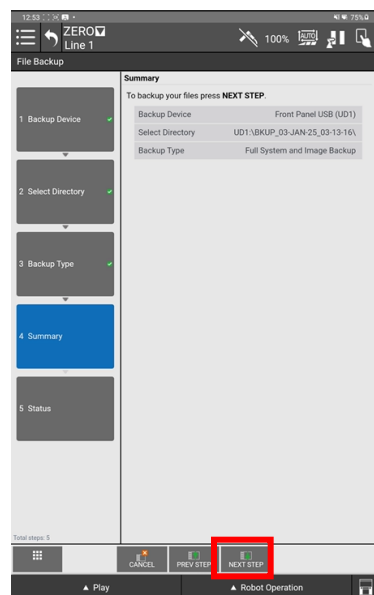 12:53
75%
ZERO
Line 1
100%
AUTO
File Backup
Summary
To backup your files press NEXT STEP.
Backup Device Front Panel USB (UD1)
Select Directory UD1:\BKUP_03-JAN-25_03-13-16\
Backup Type Full System and Image Backup
1 Backup Device
2 Select Directory
3 Backup Type
4 Summary
5 Status
Total steps: 5
CANCEL
PREV STEP
NEXT STEP
Play
Robot Operation